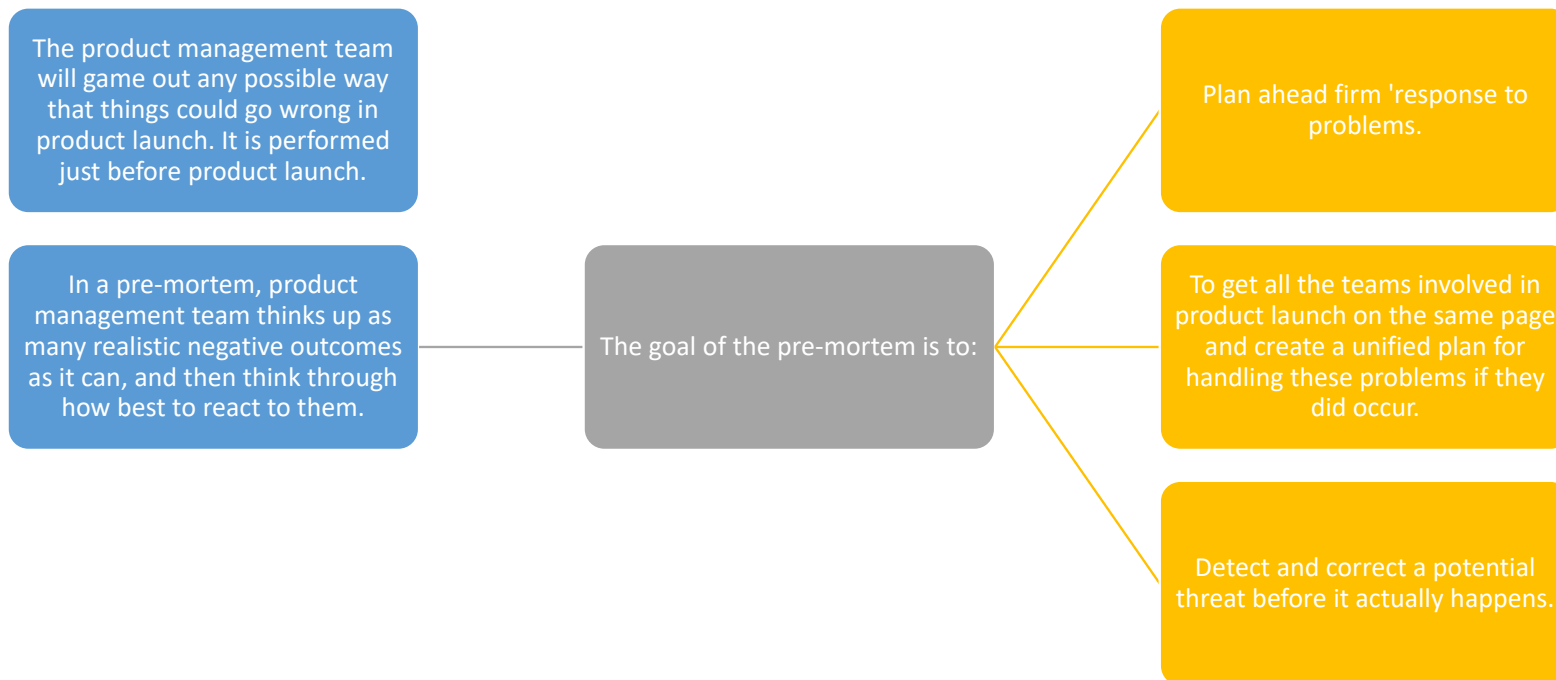 The product management team
will game out any possible way
that things could go wrong in
product launch. It is performed
just before product launch.
In a pre-mortem, product
management team thinks up as
many realistic negative outcomes
as it can, and then think through
how best to react to them.
The goal of the pre-mortem is to:
Plan ahead firm 'response to
problems.
To get all the teams involved in
product launch on the same page
and create a unified plan for
handling these problems if they
did occur.
Detect and correct a potential
threat before it actually happens.